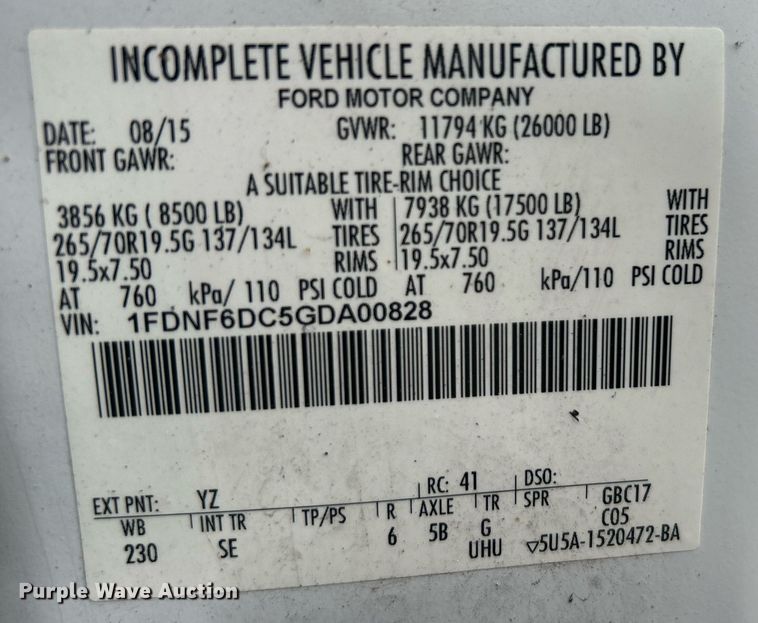 INCOMPLETE VEHICLE MANUFACTURED BY
FORD MOTOR COMPANY
DATE: 08/15 GVWR: 11794 KG (26000 LB)
FRONT GAWR: REAR GAWR:
A SUITABLE TIRE-RIM CHOICE
3856 KG ( 8500 LB) WITH 7938 KG (17500 LB) WITH
265/70R19.5G 137/134L TIRES 265/70R19.5G 137/134L TIRES
19.5x7.50 RIMS 19.5x7.50 RIMS
AT 760 kPa/ 110 PSI COLD AT 760 kPa/110 PSI COLD
VIN: 1FDNF6DC5GDA00828
EXT PNT: YZ RC: 41 DSO:
WB INT TR TP/PS R AXLE TR SPR GBC17
230 SE 6 5B G C05
UHU ▽5U5A-1520472-BA
Purple Wave Auction